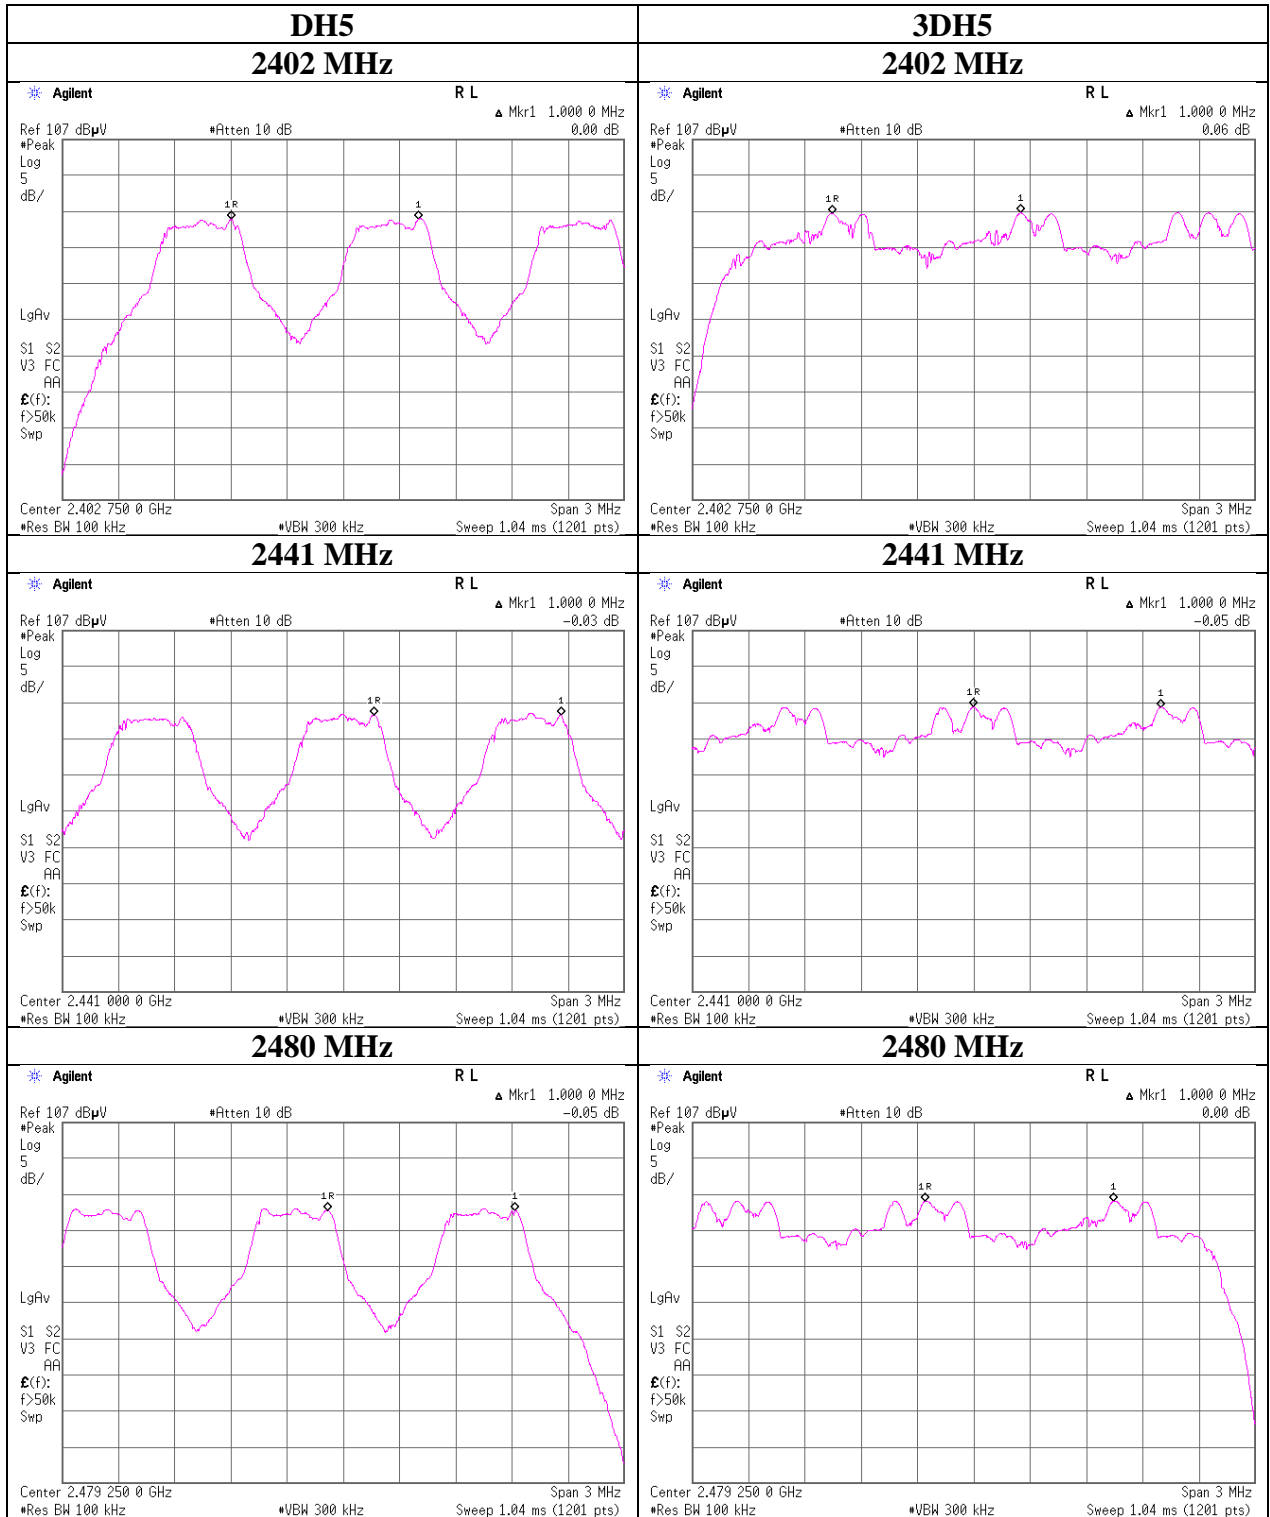 DH5 3DH5
2402 MHz 2402 MHz
Agilent R L
Δ Mkr1 1.000 0 MHz
Ref 107 dBμV #Atten 10 dB 0.00 dB
#Peak
Log
5
dB/
1R 1
LgAv
S1 S2
V3 FC
AA
£(f):
f>50k
Swp
Center 2.402 750 0 GHz Span 3 MHz
#Res BW 100 kHz #VBW 300 kHz Sweep 1.04 ms (1201 pts)
Agilent R L
Δ Mkr1 1.000 0 MHz
Ref 107 dBμV #Atten 10 dB 0.06 dB
#Peak
Log
5
dB/
1R 1
LgAv
S1 S2
V3 FC
AA
£(f):
f>50k
Swp
Center 2.402 750 0 GHz Span 3 MHz
#Res BW 100 kHz #VBW 300 kHz Sweep 1.04 ms (1201 pts)
2441 MHz 2441 MHz
Agilent R L
Δ Mkr1 1.000 0 MHz
Ref 107 dBμV #Atten 10 dB -0.03 dB
#Peak
Log
5
dB/
1R 1
LgAv
S1 S2
V3 FC
AA
£(f):
f>50k
Swp
Center 2.441 000 0 GHz Span 3 MHz
#Res BW 100 kHz #VBW 300 kHz Sweep 1.04 ms (1201 pts)
Agilent R L
Δ Mkr1 1.000 0 MHz
Ref 107 dBμV #Atten 10 dB -0.05 dB
#Peak
Log
5
dB/
1R 1
LgAv
S1 S2
V3 FC
AA
£(f):
f>50k
Swp
Center 2.441 000 0 GHz Span 3 MHz
#Res BW 100 kHz #VBW 300 kHz Sweep 1.04 ms (1201 pts)
2480 MHz 2480 MHz
Agilent R L
Δ Mkr1 1.000 0 MHz
Ref 107 dBμV #Atten 10 dB -0.05 dB
#Peak
Log
5
dB/
1R 1
LgAv
S1 S2
V3 FC
AA
£(f):
f>50k
Swp
Center 2.479 250 0 GHz Span 3 MHz
#Res BW 100 kHz #VBW 300 kHz Sweep 1.04 ms (1201 pts)
Agilent R L
Δ Mkr1 1.000 0 MHz
Ref 107 dBμV #Atten 10 dB 0.00 dB
#Peak
Log
5
dB/
1R 1
LgAv
S1 S2
V3 FC
AA
£(f):
f>50k
Swp
Center 2.479 250 0 GHz Span 3 MHz
#Res BW 100 kHz #VBW 300 kHz Sweep 1.04 ms (1201 pts)